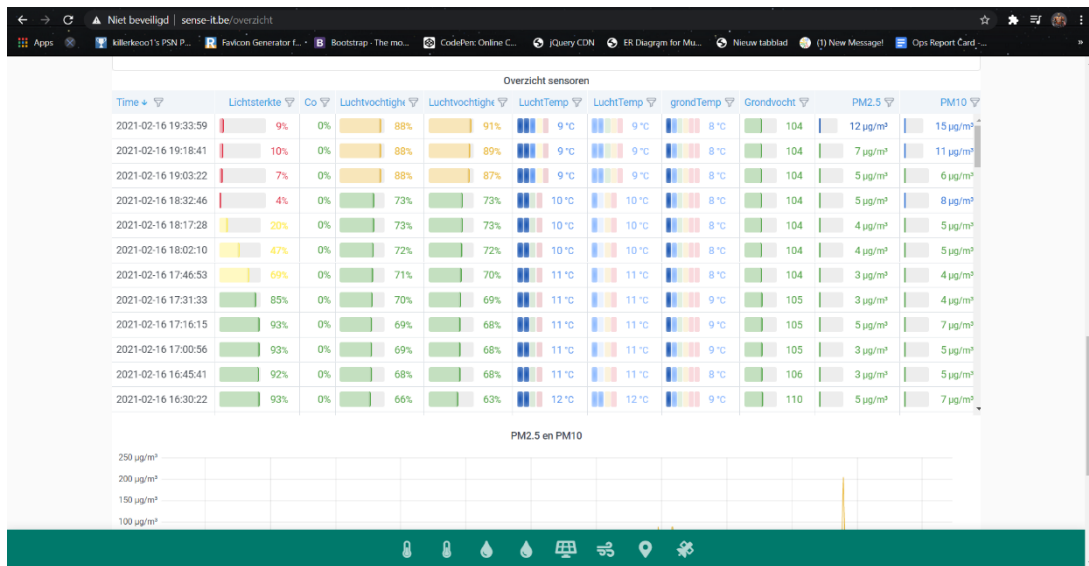 Niet beveiligd | sense-it.be/overzicht
Apps killerkeoo1's PSN P... Favicon Generator f... Bootstrap - The mo... CodePen: Online C... jQuery CDN ER Diagram for Mu... Nieuw tabblad (1) New Message! Ops Report Card -... »
Overzicht sensoren
Time Lichtsterkte Co Luchtvochtighe Luchtvochtighe LuchtTemp LuchtTemp grondTemp Grondvocht PM2.5 PM10
2021-02-16 19:33:59 9% 0% 88% 91% 9 °C 9 °C 8 °C 104 12 µg/m³ 15 µg/m³
2021-02-16 19:18:41 10% 0% 88% 89% 9 °C 9 °C 8 °C 104 7 µg/m³ 11 µg/m³
2021-02-16 19:03:22 7% 0% 88% 87% 9 °C 9 °C 8 °C 104 5 µg/m³ 6 µg/m³
2021-02-16 18:32:46 4% 0% 73% 73% 10 °C 10 °C 8 °C 104 5 µg/m³ 8 µg/m³
2021-02-16 18:17:28 20% 0% 73% 73% 10 °C 10 °C 8 °C 104 4 µg/m³ 5 µg/m³
2021-02-16 18:02:10 47% 0% 72% 72% 10 °C 10 °C 8 °C 104 4 µg/m³ 5 µg/m³
2021-02-16 17:46:53 69% 0% 71% 70% 11 °C 11 °C 8 °C 104 3 µg/m³ 4 µg/m³
2021-02-16 17:31:33 85% 0% 70% 69% 11 °C 11 °C 9 °C 105 3 µg/m³ 4 µg/m³
2021-02-16 17:16:15 93% 0% 69% 68% 11 °C 11 °C 9 °C 105 5 µg/m³ 7 µg/m³
2021-02-16 17:00:56 93% 0% 69% 68% 11 °C 11 °C 9 °C 105 3 µg/m³ 5 µg/m³
2021-02-16 16:45:41 92% 0% 68% 68% 11 °C 11 °C 8 °C 106 3 µg/m³ 5 µg/m³
2021-02-16 16:30:22 93% 0% 66% 63% 12 °C 12 °C 9 °C 110 5 µg/m³ 7 µg/m³
PM2.5 en PM10
250 µg/m³
200 µg/m³
150 µg/m³
100 µg/m³